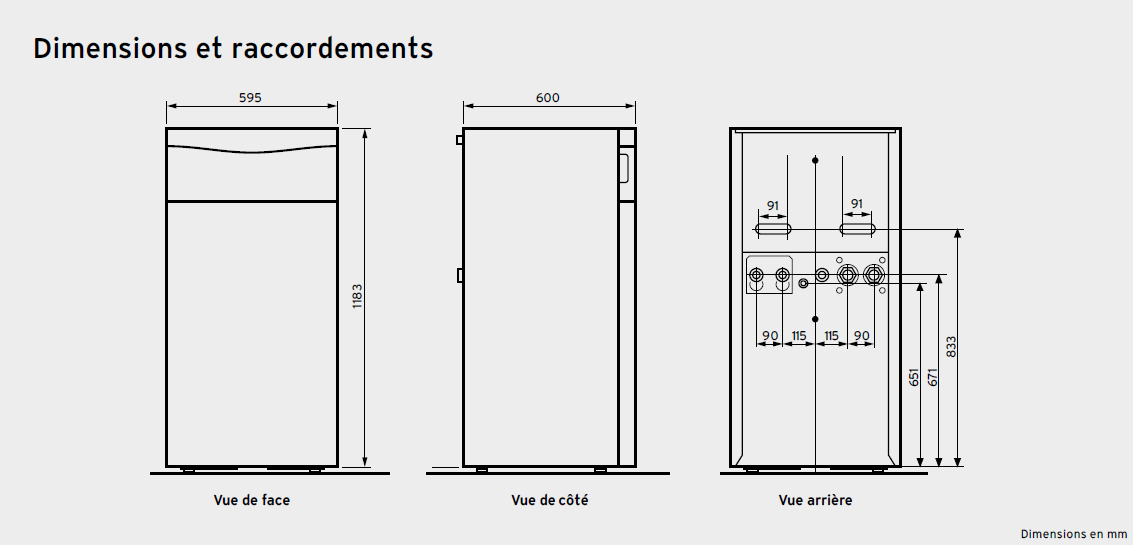 Dimensions et raccordements
595
600
1183
91
91
90
115
115
90
651
671
833
Vue de face
Vue de côté
Vue arrière
Dimensions en mm